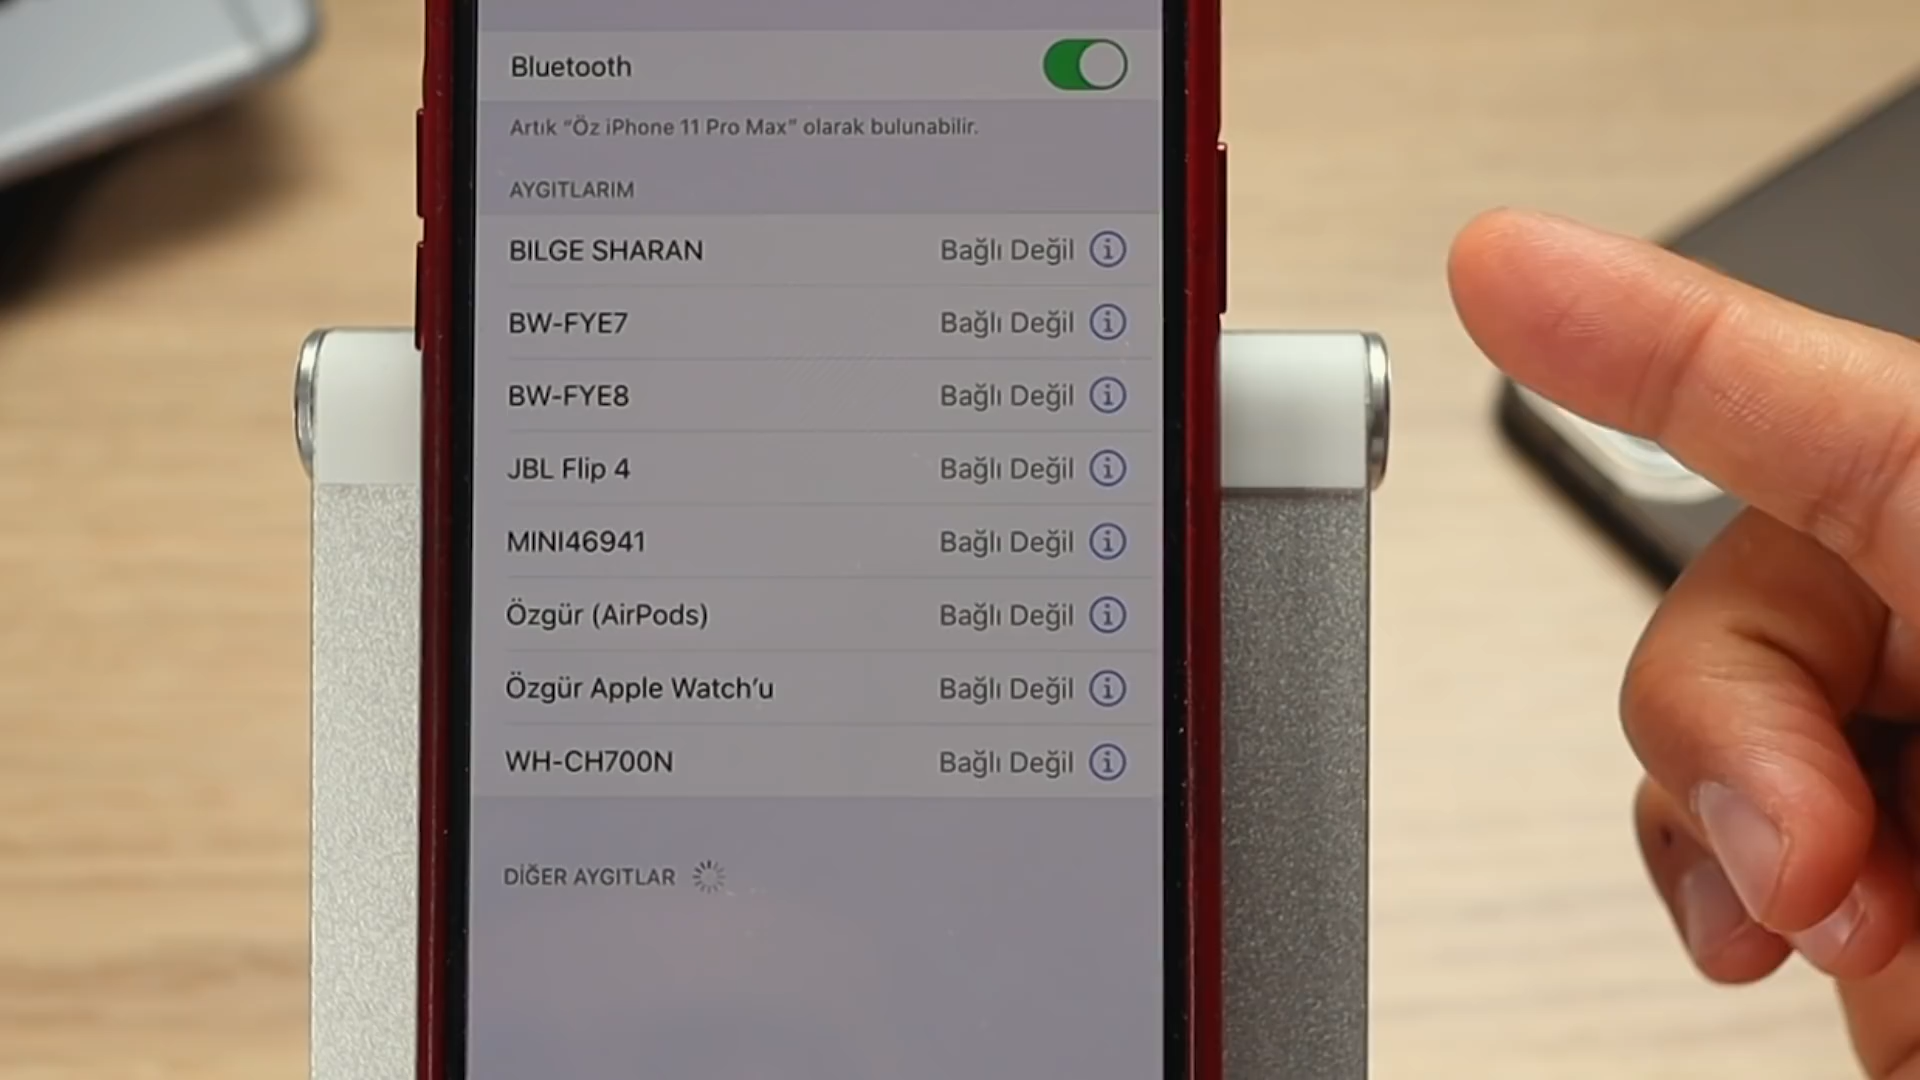 Bluetooth
Artık “Öz iPhone 11 Pro Max” olarak bulunabilir.
AYGITLARIM
BILGE SHARAN Bağlı Değil
BW-FYE7 Bağlı Değil
BW-FYE8 Bağlı Değil
JBL Flip 4 Bağlı Değil
MINI46941 Bağlı Değil
Özgür (AirPods) Bağlı Değil
Özgür Apple Watch’u Bağlı Değil
WH-CH700N Bağlı Değil
DİĞER AYGITLAR